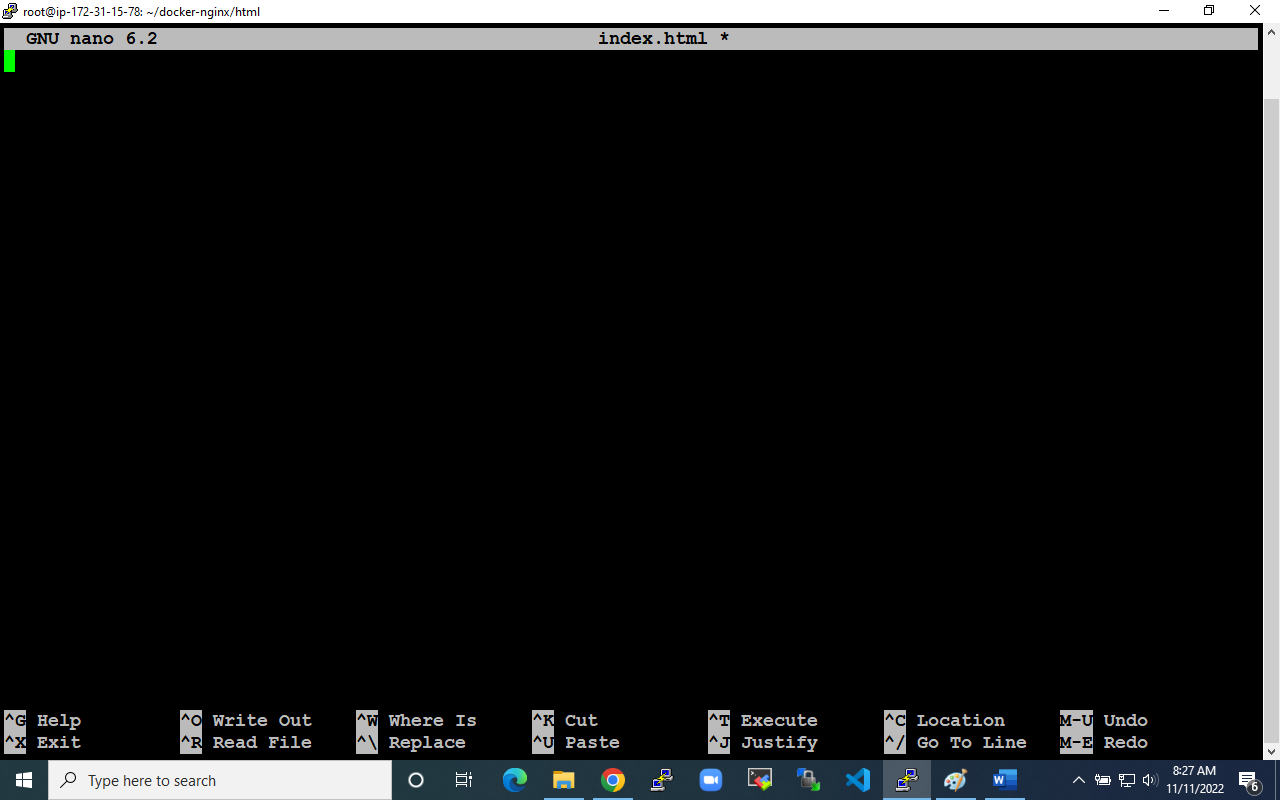 root@ip-172-31-15-78: ~/docker-nginx/html
GNU nano 6.2 index.html *
^G Help ^O Write Out ^W Where Is ^K Cut ^T Execute ^C Location M-U Undo
^X Exit ^R Read File ^\ Replace ^U Paste ^J Justify ^/ Go To Line M-E Redo
Type here to search
8:27 AM
11/11/2022
6